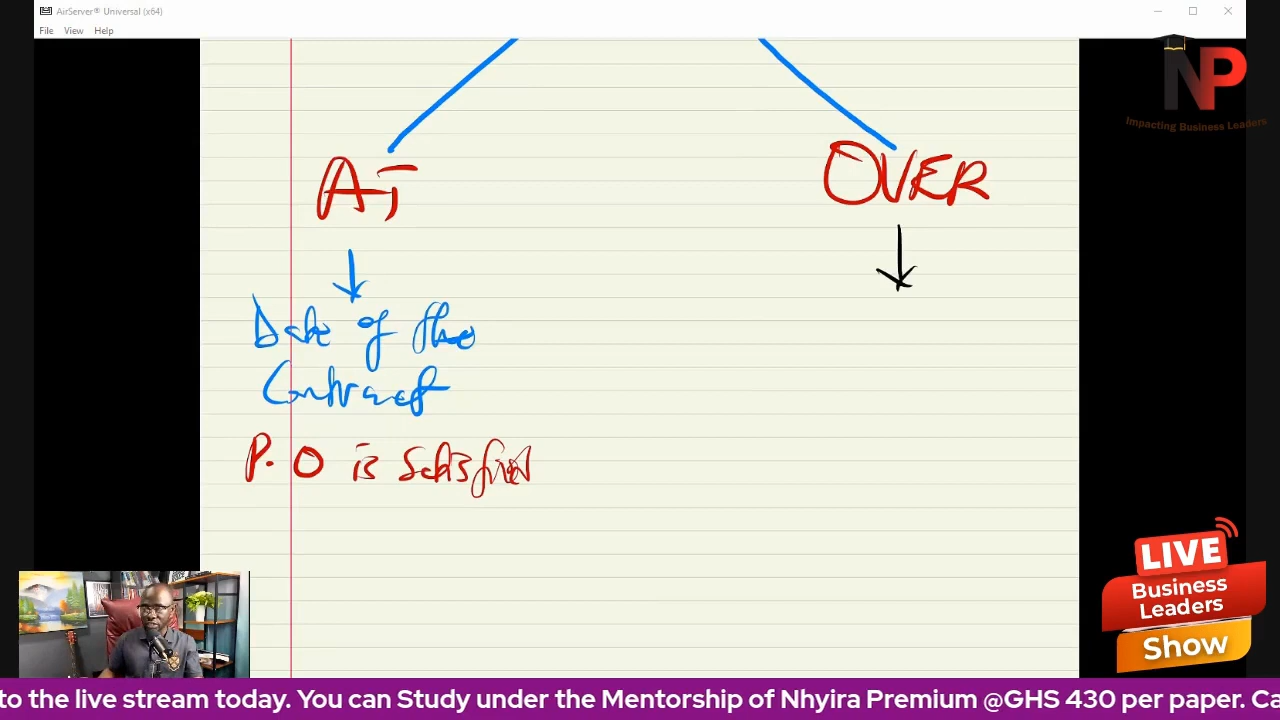 AirServer® Universal (x64)
File View Help
NP
Impacting Business Leaders
AT
OVER
Date of the
Contract
P.O is satisfied
LIVE
Business
Leaders
Show
to the live stream today. You can Study under the Mentorship of Nhyira Premium @GHS 430 per paper. Ca